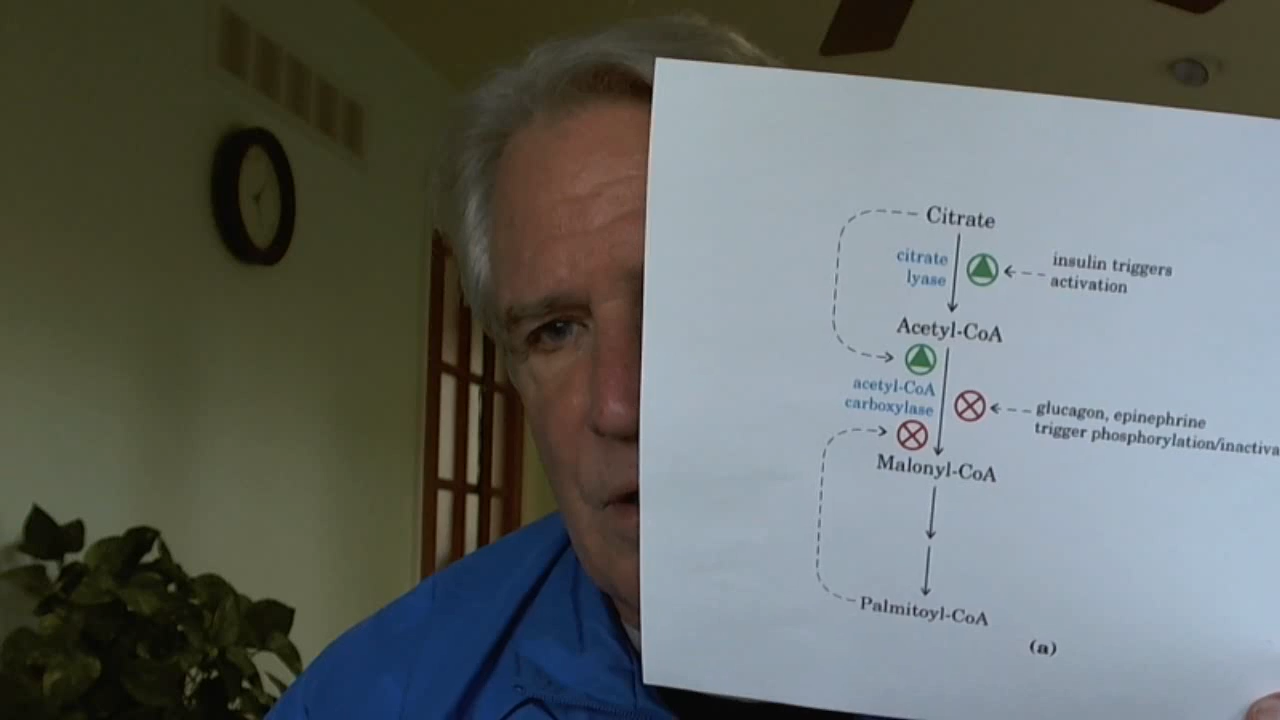 Citrate
citrate
lyase
insulin triggers
activation
Acetyl-CoA
acetyl-CoA
carboxylase
glucagon, epinephrine
trigger phosphorylation/inactiva
Malonyl-CoA
Palmitoyl-CoA
(a)